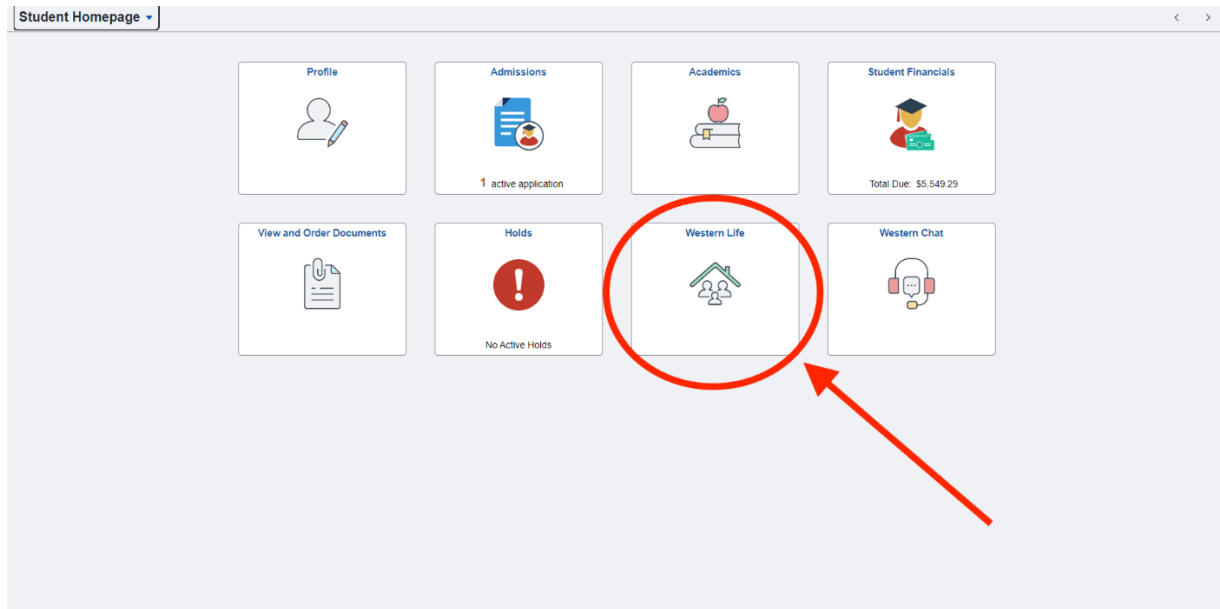 Student Homepage
Profile
Admissions
1 active application
Academics
Student Financials
Total Due: $5,549.29
View and Order Documents
Holds
No Active Holds
Western Life
Western Chat